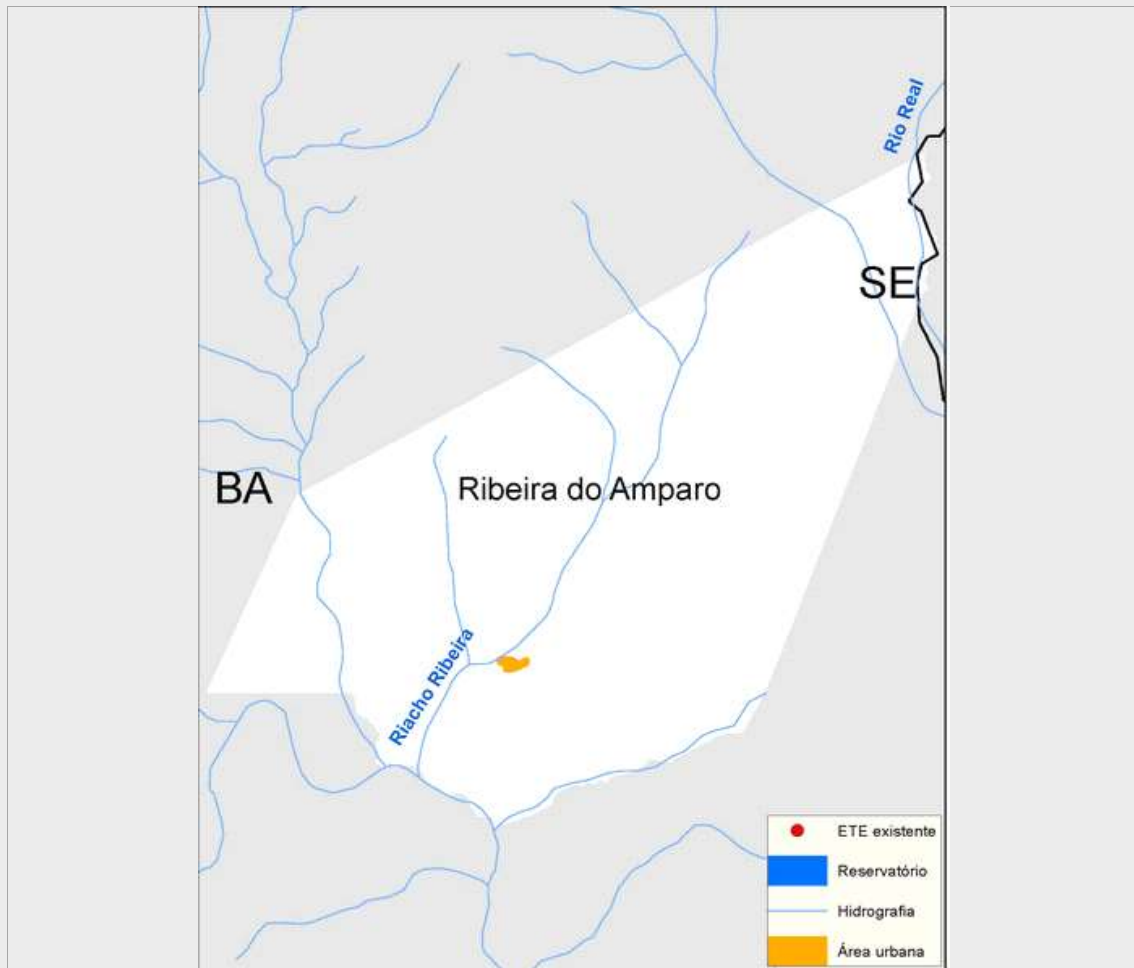 Rio Real
SE
BA
Ribeira do Amparo
Riacho Ribeira
ETE existente
Reservatório
Hidrografia
Área urbana